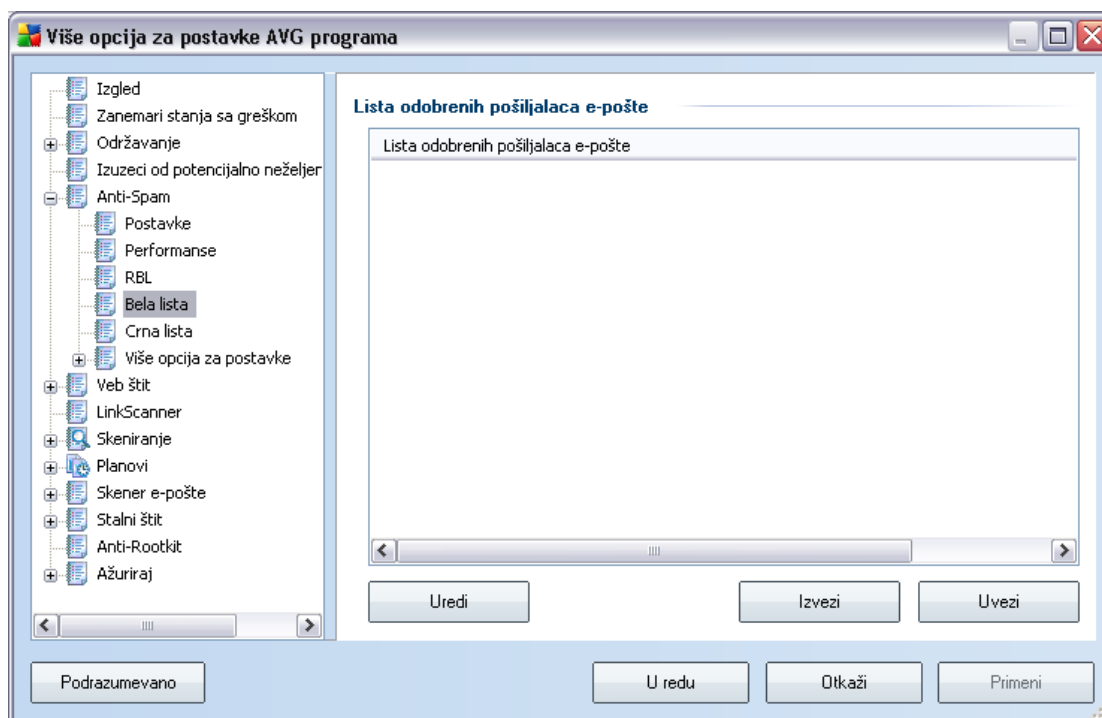 Više opcija za postavke AVG programa
Izgled
Zanemari stanja sa greškom
Održavanje
Izuzeci od potencijalno neželjer
Anti-Spam
Postavke
Performanse
RBL
Bela lista
Crna lista
Više opcija za postavke
Veb štit
LinkScanner
Skeniranje
Planovi
Skener e-pošte
Stalni štit
Anti-Rootkit
Ažuriraj
Lista odobrenih pošiljalaca e-pošte
Lista odobrenih pošiljalaca e-pošte
Uredi
Izvezi
Uvezi
Podrazumevano
U redu
Otkaži
Primeni